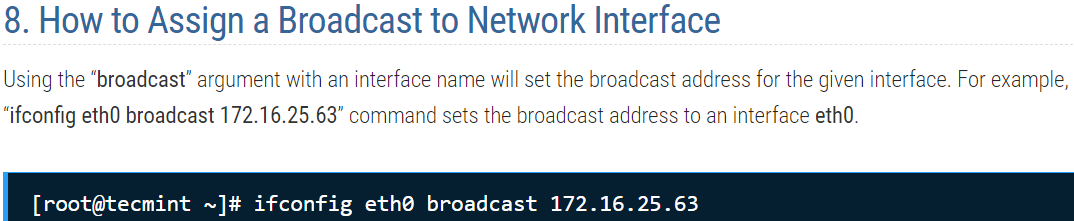 8. How to Assign a Broadcast to Network Interface
Using the “broadcast” argument with an interface name will set the broadcast address for the given interface. For example,
“ifconfig eth0 broadcast 172.16.25.63” command sets the broadcast address to an interface eth0.
[root@tecmint ~]# ifconfig eth0 broadcast 172.16.25.63